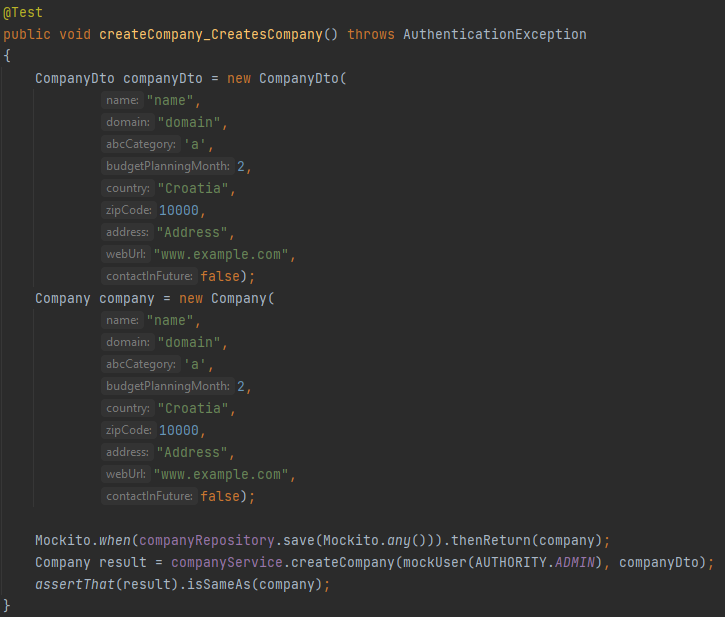 @Test
public void createCompany_CreatesCompany() throws AuthenticationException
{
CompanyDto companyDto = new CompanyDto(
name: "name",
domain: "domain",
abcCategory: 'a',
budgetPlanningMonth: 2,
country: "Croatia",
zipCode: 10000,
address: "Address",
webUrl: "www.example.com",
contactInFuture: false);
Company company = new Company(
name: "name",
domain: "domain",
abcCategory: 'a',
budgetPlanningMonth: 2,
country: "Croatia",
zipCode: 10000,
address: "Address",
webUrl: "www.example.com",
contactInFuture: false);
Mockito.when(companyRepository.save(Mockito.any())).thenReturn(company);
Company result = companyService.createCompany(mockUser(AUTHORITY.ADMIN), companyDto);
assertThat(result).isSameAs(company);
}